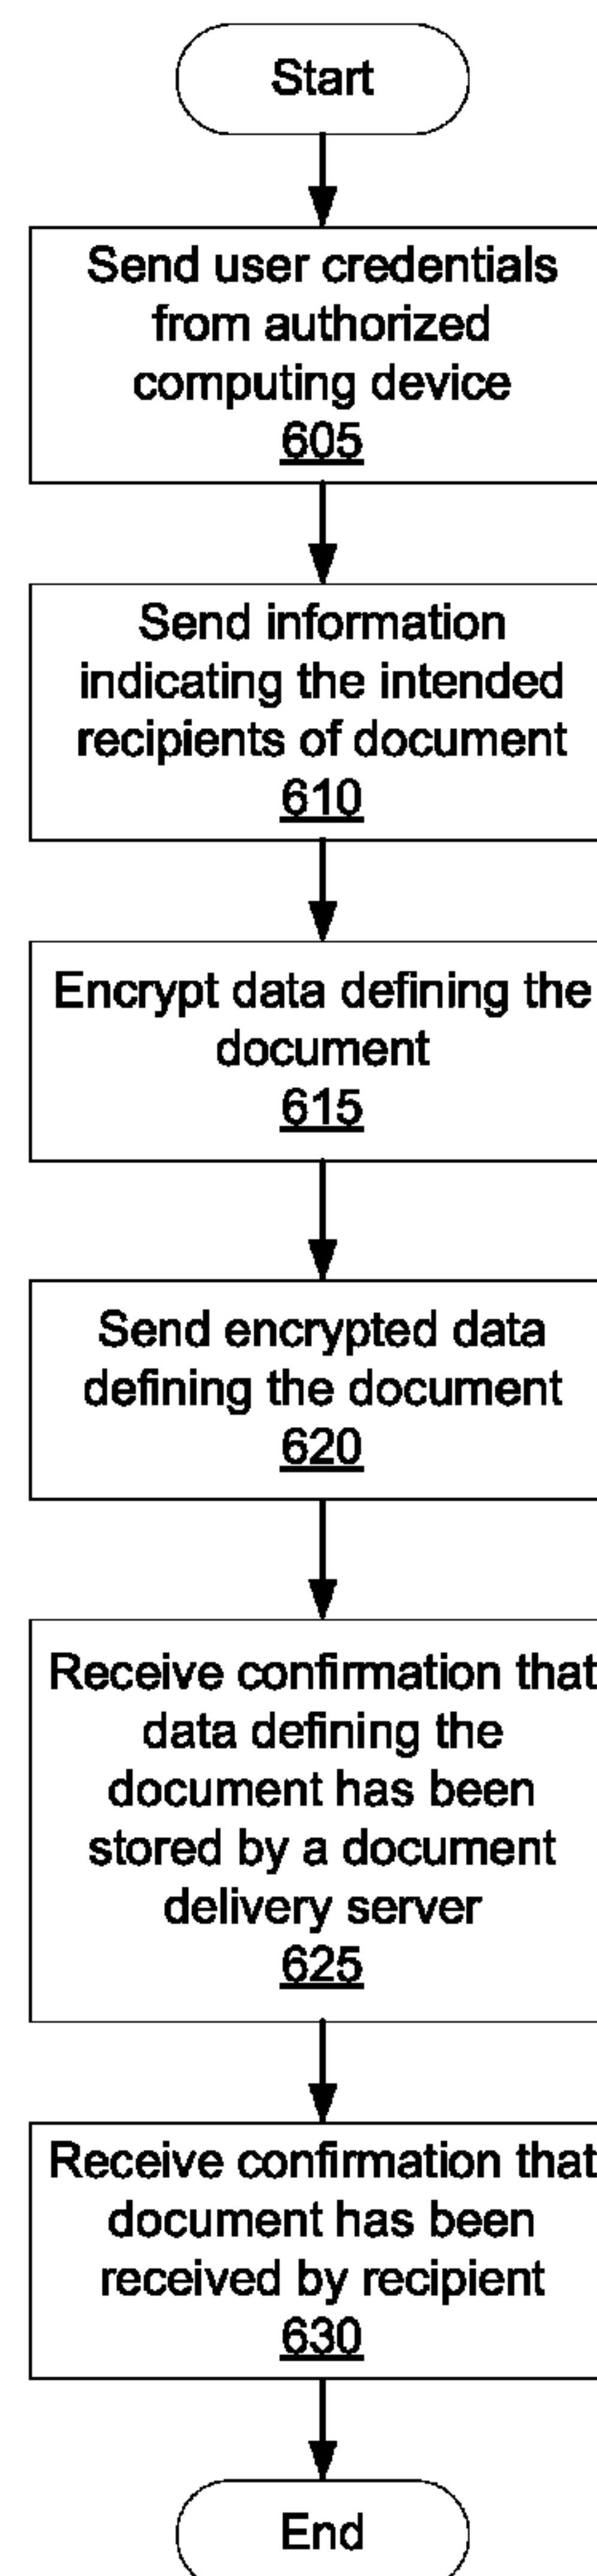 Start
Send user credentials
from authorized
computing device
605
Send information
indicating the intended
recipients of document
610
Encrypt data defining the
document
615
Send encrypted data
defining the document
620
Receive confirmation that
data defining the
document has been
stored by a document
delivery server
625
Receive confirmation that
document has been
received by recipient
630
End